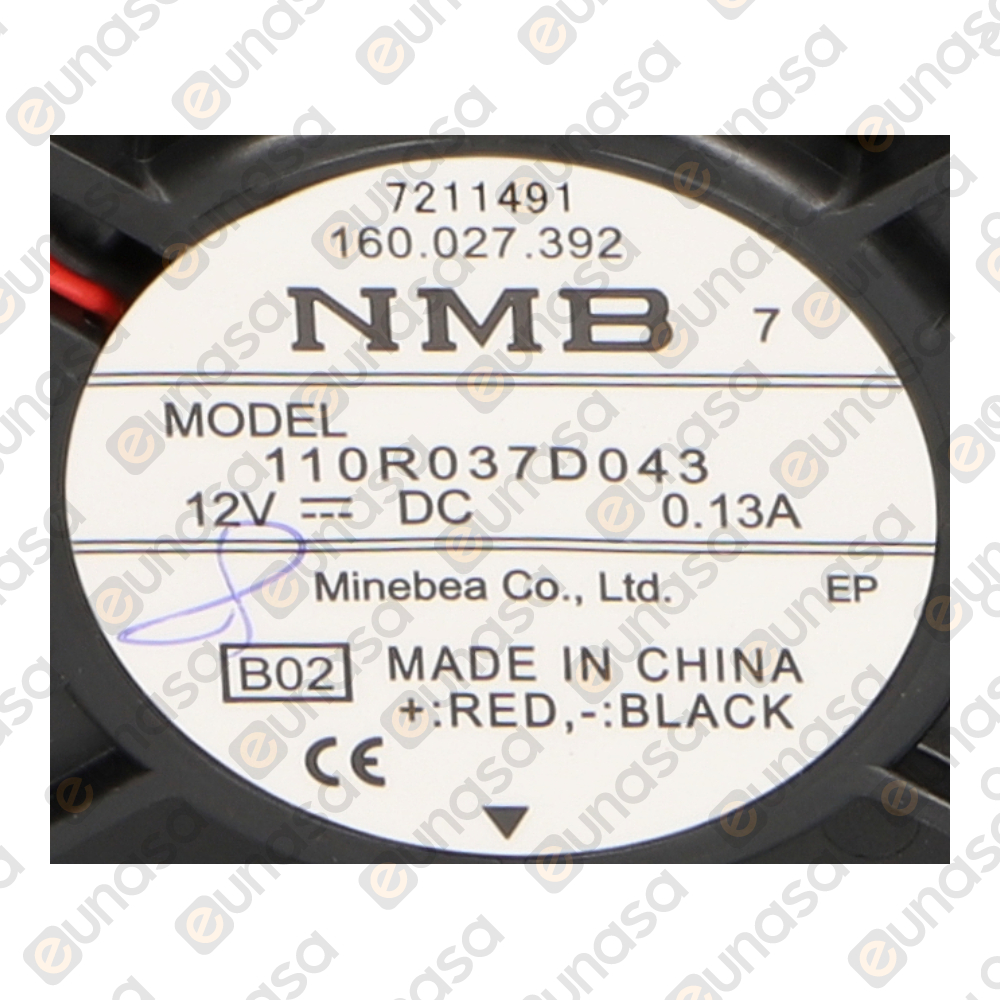 7211491
160.027.392
NMB 7
MODEL
110R037D043
12V ⎓ DC 0.13A
Minebea Co., Ltd. EP
B02 MADE IN CHINA
+:RED,-:BLACK
CE
eunasa